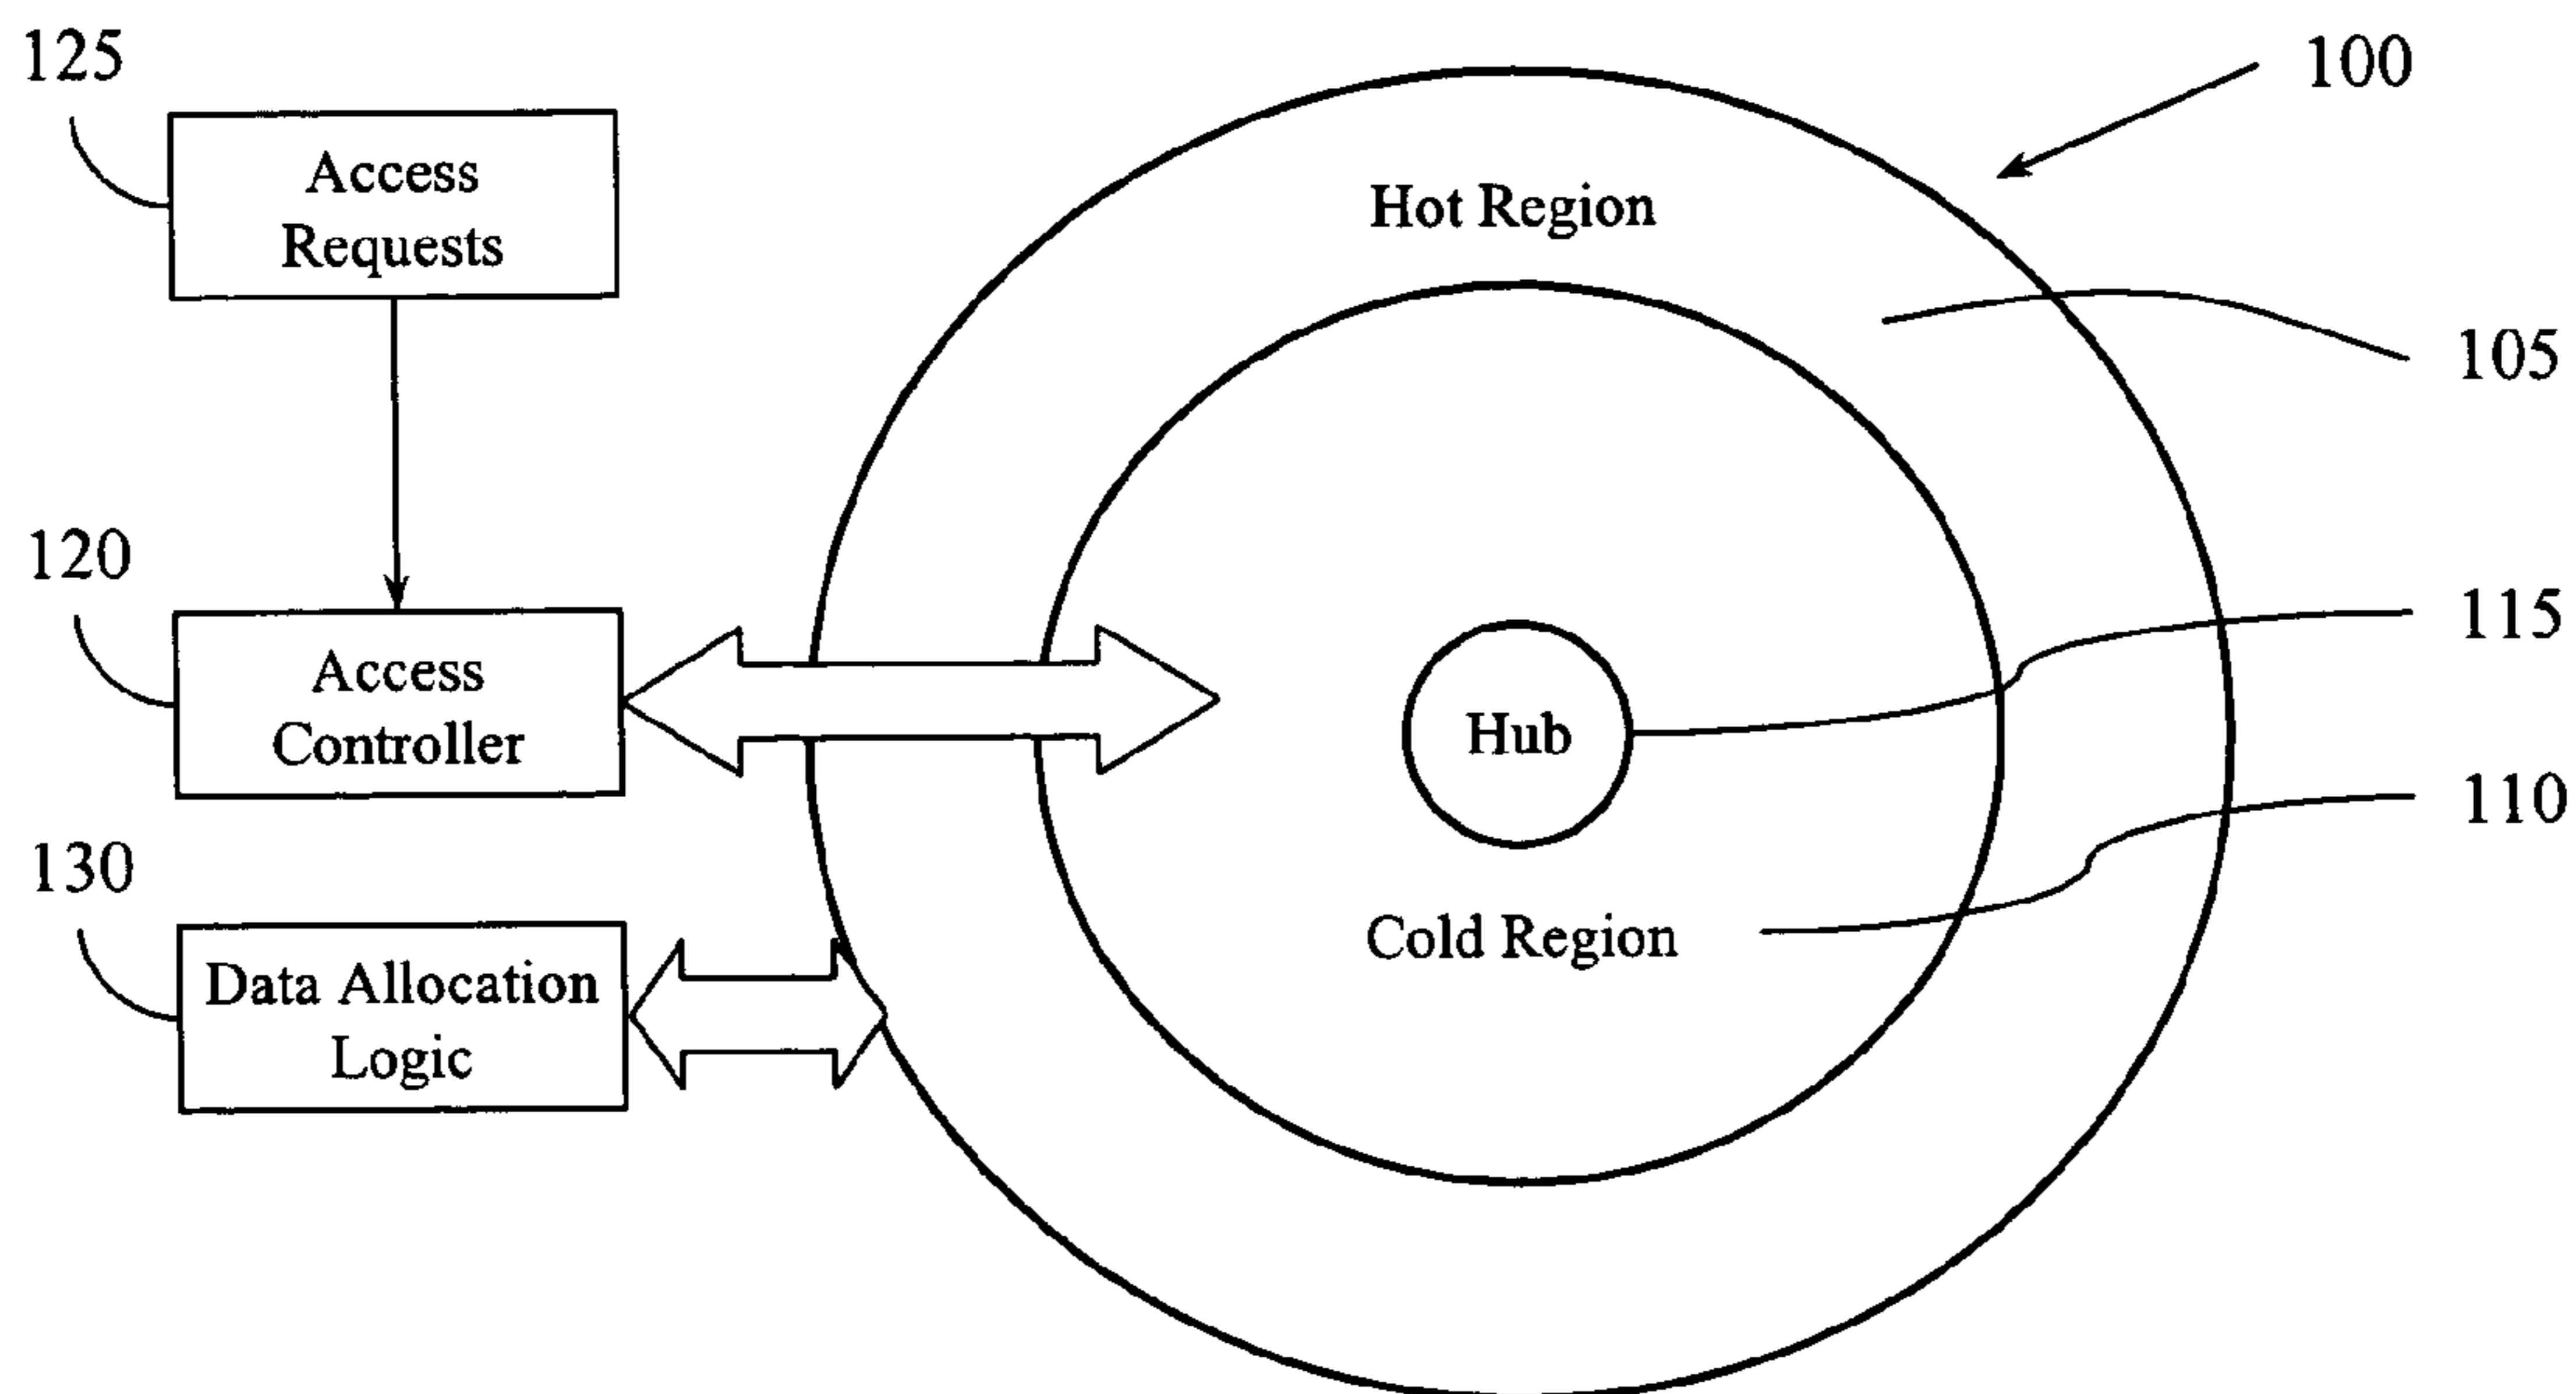 125
100
Access
Requests
Hot Region
105
120
115
Access
Controller
Hub
110
130
Cold Region
Data Allocation
Logic